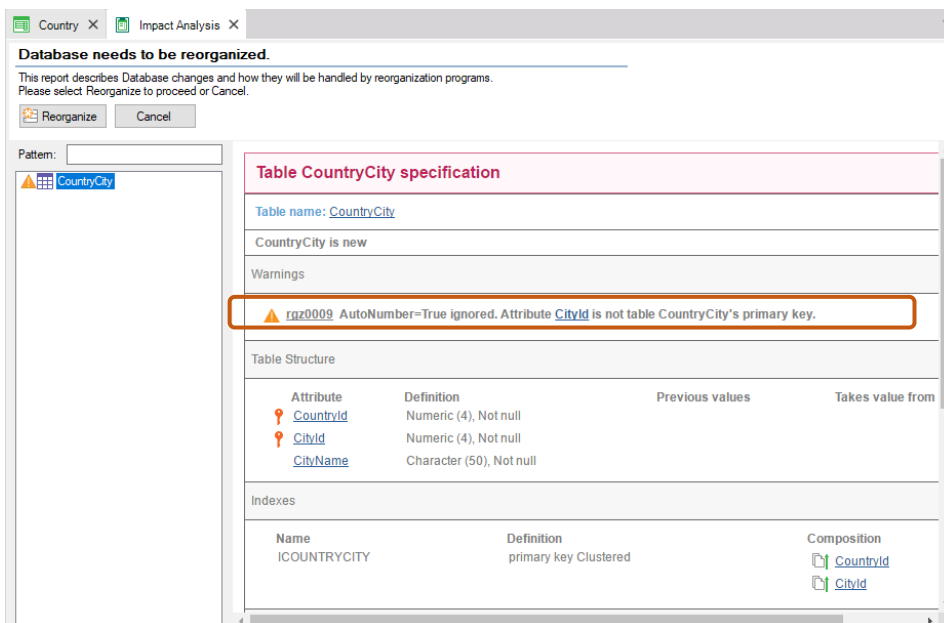 Country Impact Analysis
Database needs to be reorganized.
This report describes Database changes and how they will be handled by reorganization programs.
Please select Reorganize to proceed or Cancel.
Reorganize Cancel
Pattern:
CountryCity
Table CountryCity specification
Table name: CountryCity
CountryCity is new
Warnings
rgz0009 AutoNumber=True ignored. Attribute CityId is not table CountryCity's primary key.
Table Structure
Attribute Definition Previous values Takes value from
CountryId Numeric (4), Not null
CityId Numeric (4), Not null
CityName Character (50), Not null
Indexes
Name Definition Composition
ICOUNTRYCITY primary key Clustered CountryId
CityId